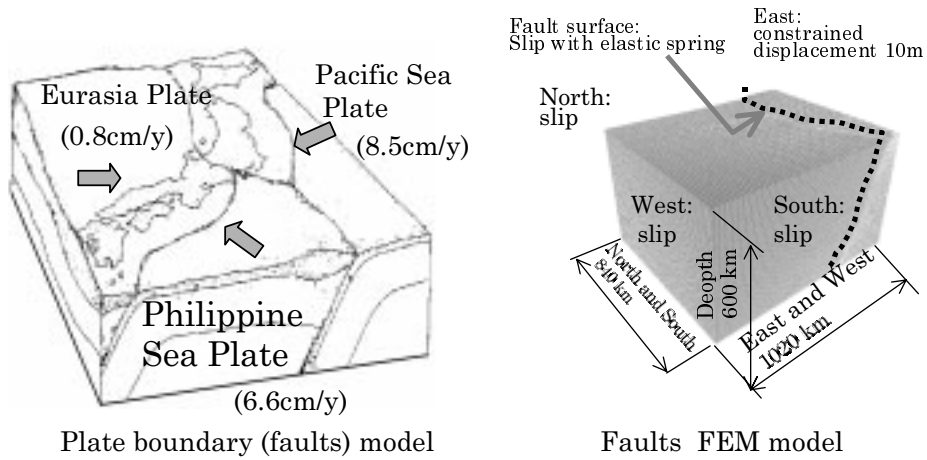 Eurasia Plate
(0.8cm/y)
Pacific Sea
Plate
(8.5cm/y)
Philippine
Sea Plate
(6.6cm/y)
Plate boundary (faults) model
Fault surface:
Slip with elastic spring
East:
constrained
displacement 10m
North:
slip
West:
slip
South:
slip
Deopth
600 km
North and South
840 km
East and West
1020 km
Faults FEM model